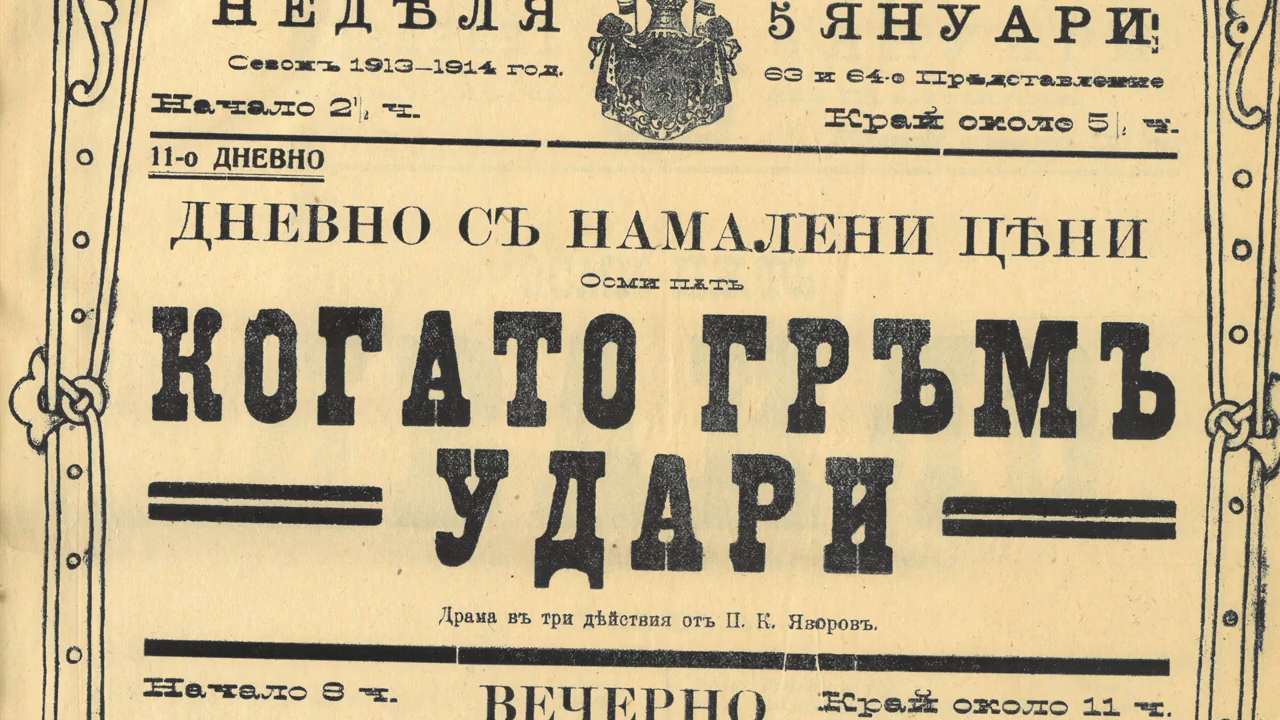 НЕДѢЛЯ
5 ЯНУАРИ
Сезонъ 1913–1914 год.
63 и 64-о Представление
Начало 2½ ч.
Край около 5½ ч.
11-о ДНЕВНО
ДНЕВНО СЪ НАМАЛЕНИ ЦѢНИ
Осми пѫть
КОГАТО ГРЪМЪ
УДАРИ
Драма въ три дѣйствия отъ П. К. Яворовъ.
Начало 8 ч.
ВЕЧЕРНО
Край около 11 ч.